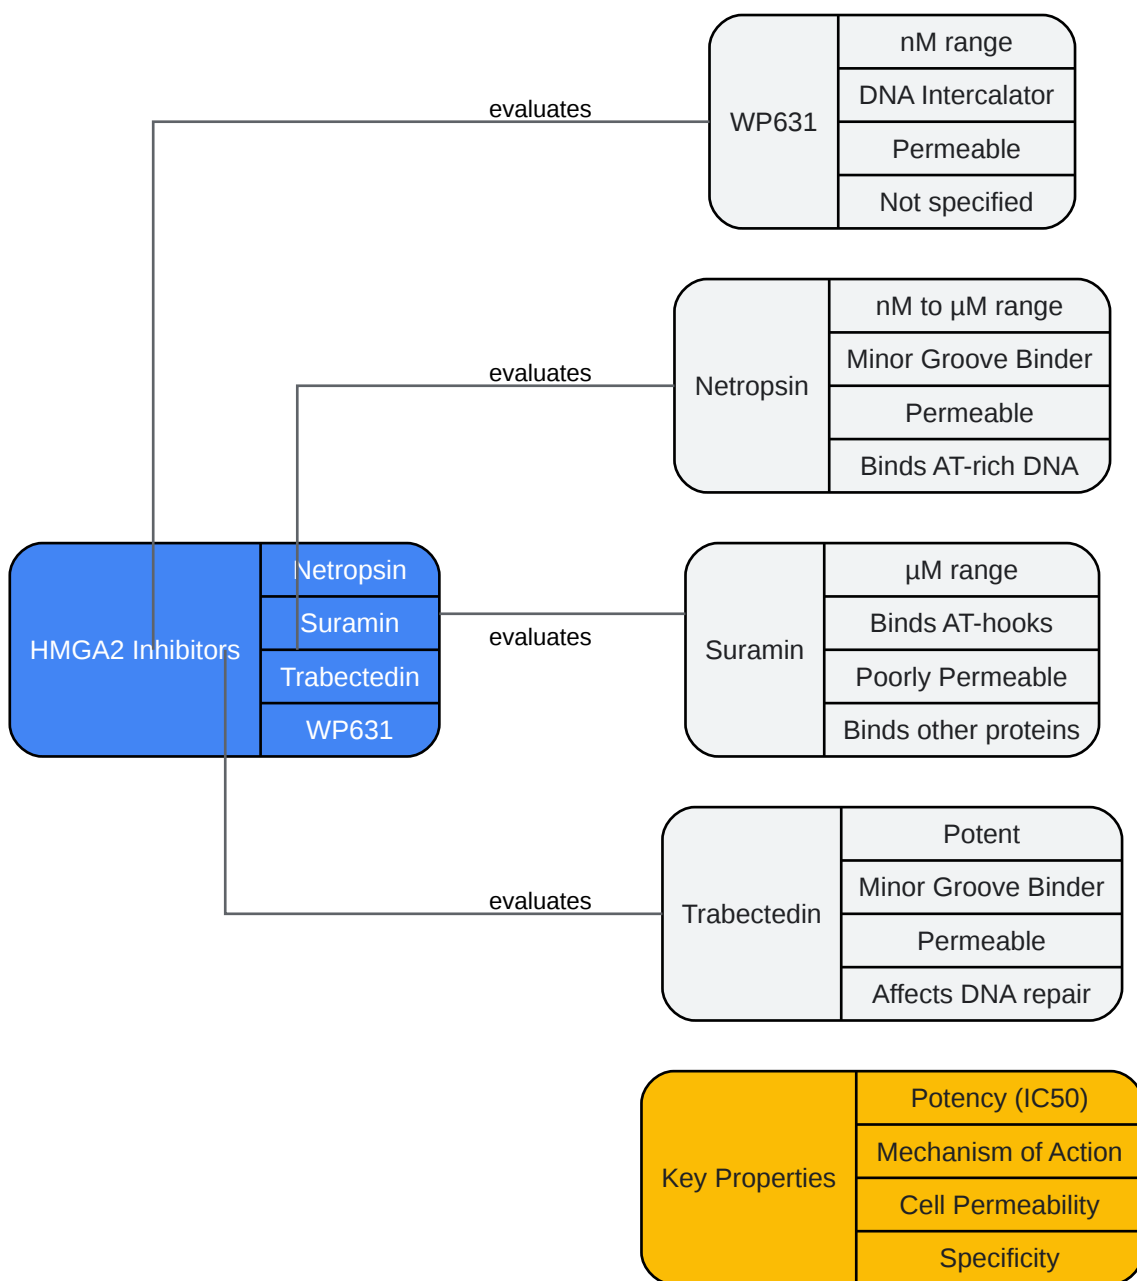 evaluates
WP631
nM range
DNA Intercalator
Permeable
Not specified
evaluates
Netropsin
nM to µM range
Minor Groove Binder
Permeable
Binds AT-rich DNA
HMGA2 Inhibitors
Netropsin
Suramin
Trabectedin
WP631
evaluates
Suramin
µM range
Binds AT-hooks
Poorly Permeable
Binds other proteins
evaluates
Trabectedin
Potent
Minor Groove Binder
Permeable
Affects DNA repair
Key Properties
Potency (IC50)
Mechanism of Action
Cell Permeability
Specificity